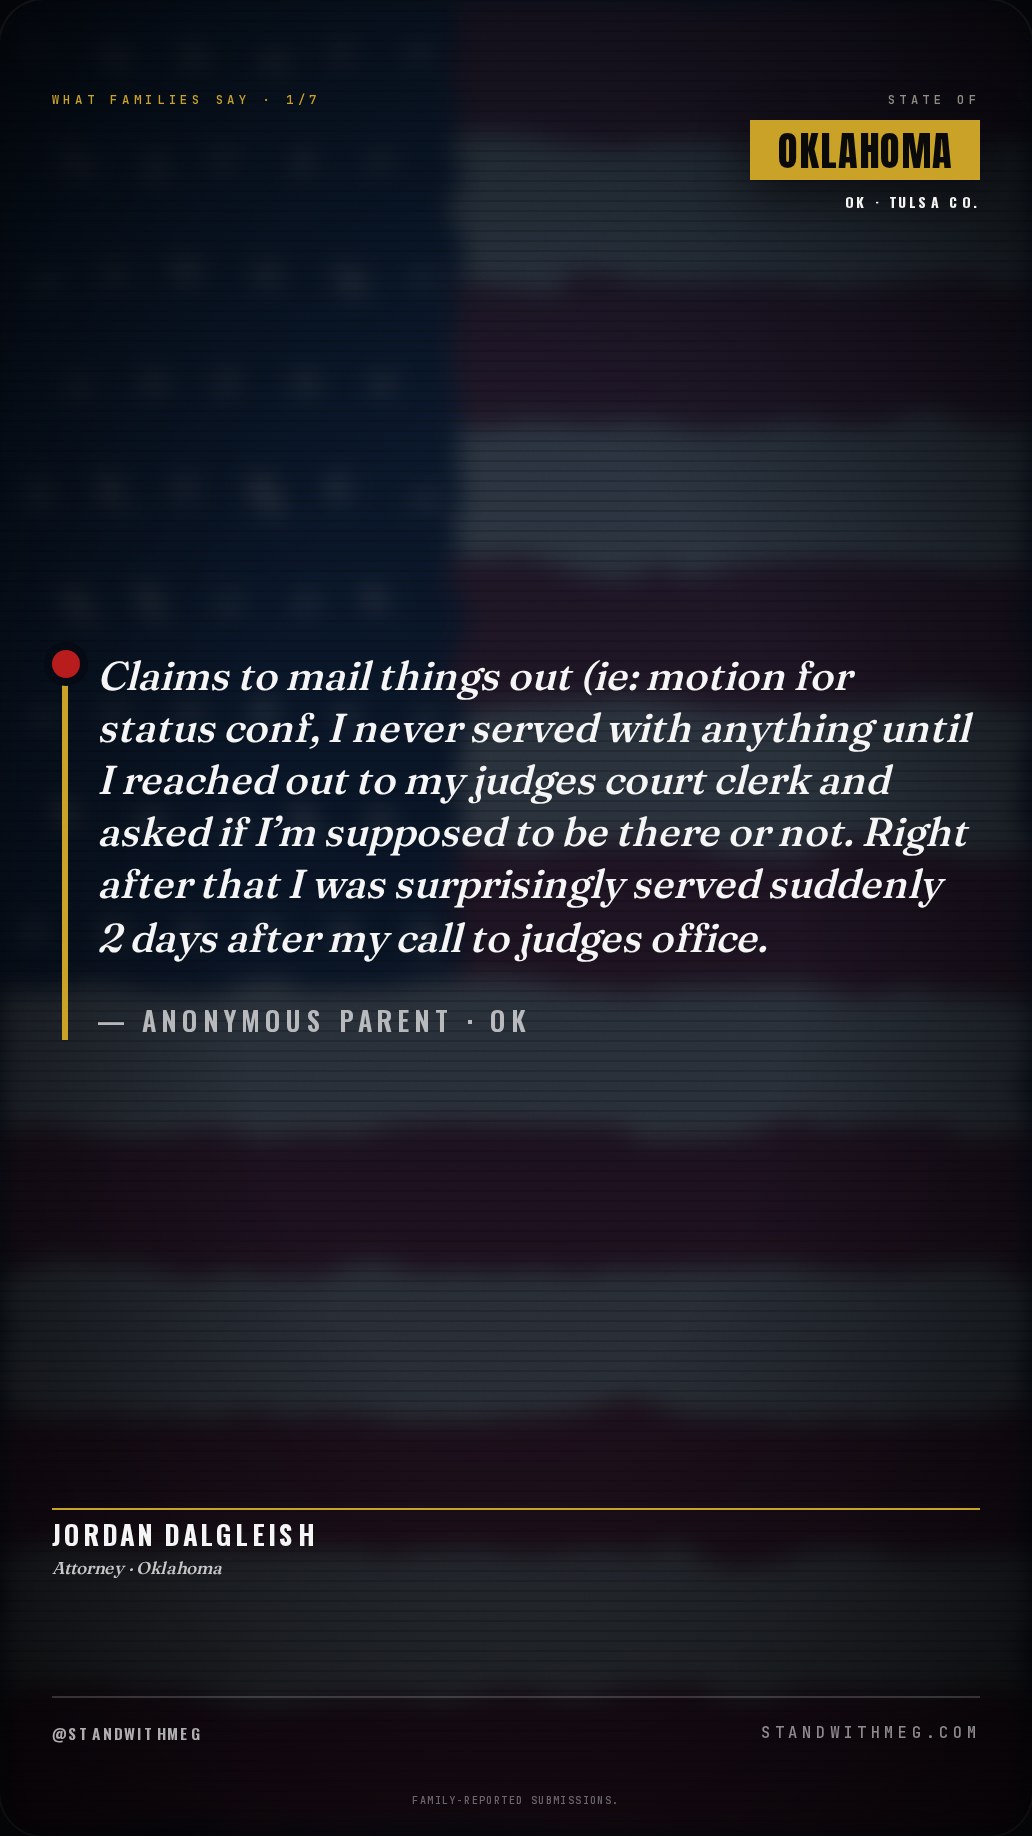 WHAT FAMILIES SAY · 1/7
STATE OF
OKLAHOMA
OK · TULSA CO.
Claims to mail things out (ie: motion for
status conf, I never served with anything until
I reached out to my judges court clerk and
asked if I’m supposed to be there or not. Right
after that I was surprisingly served suddenly
2 days after my call to judges office.
— ANONYMOUS PARENT · OK
JORDAN DALGLEISH
Attorney · Oklahoma
@STANDWITHMEG
STANDWITHMEG.COM
FAMILY-REPORTED SUBMISSIONS.